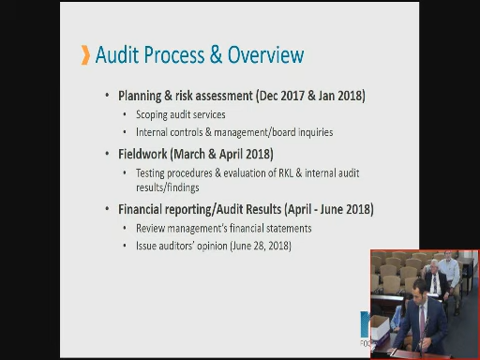 Audit Process & Overview
• Planning & risk assessment (Dec 2017 & Jan 2018)
• Scoping audit services
• Internal controls & management/board inquiries
• Fieldwork (March & April 2018)
• Testing procedures & evaluation of RKL & internal audit
results/findings
• Financial reporting/Audit Results (April - June 2018)
• Review management's financial statements
• Issue auditors' opinion (June 28, 2018)